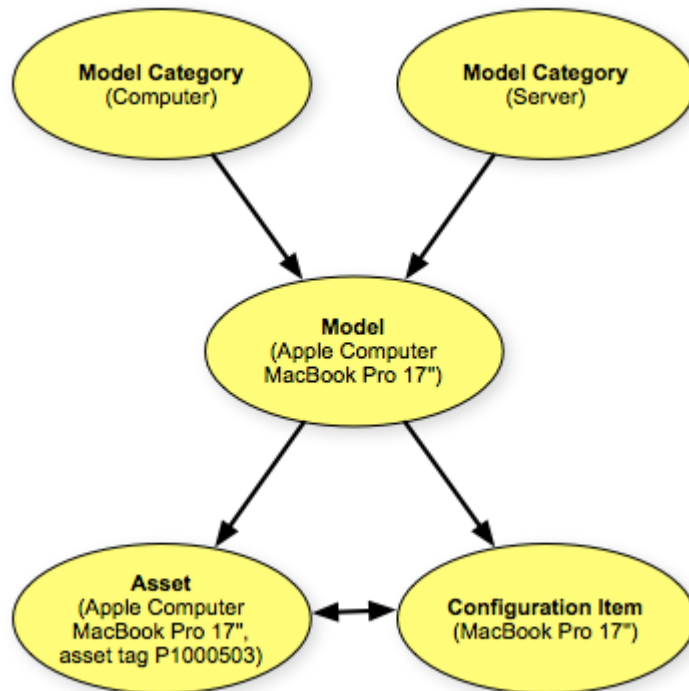 Model Category
(Computer)
Model Category
(Server)
Model
(Apple Computer
MacBook Pro 17")
Asset
(Apple Computer
MacBook Pro 17",
asset tag P1000503)
Configuration Item
(MacBook Pro 17")